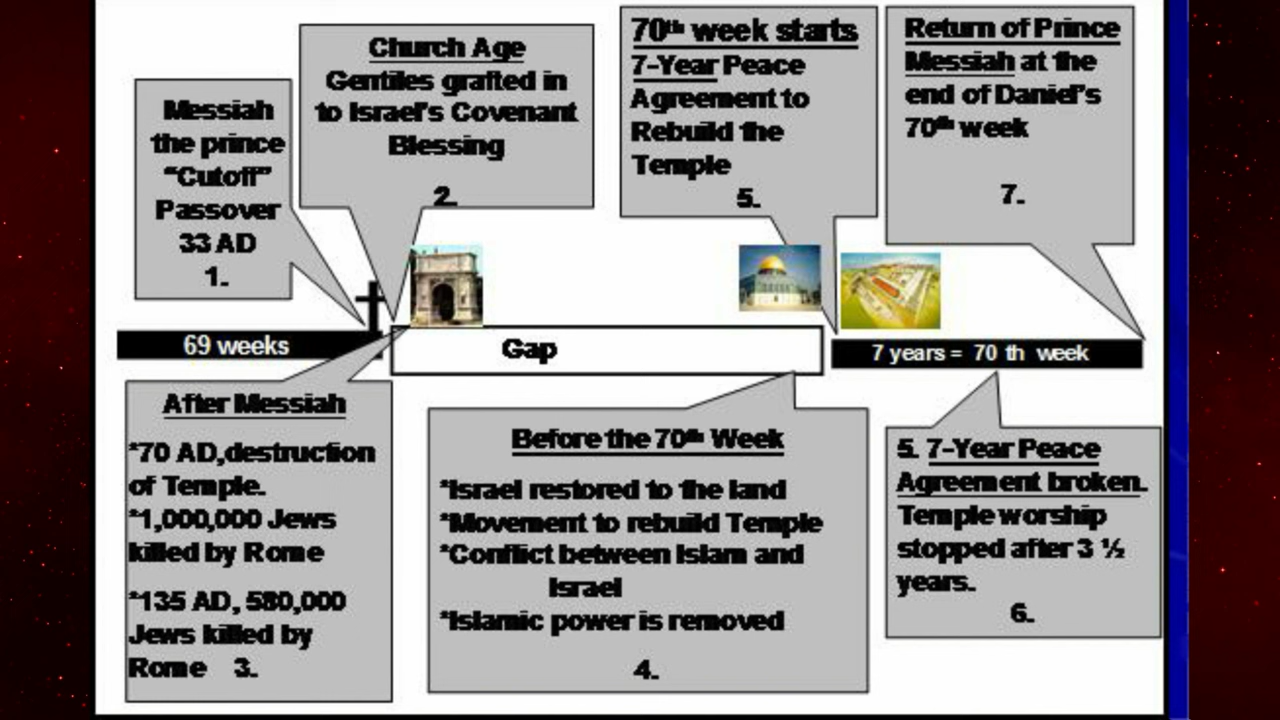 Messiah
the prince
“Cutoff”
Passover
33 AD
1.
Church Age
Gentiles grafted in
to Israel’s Covenant
Blessing
2.
70th week starts
7-Year Peace
Agreement to
Rebuild the
Temple
5.
Return of Prince
Messiah at the
end of Daniel’s
70th week
7.
69 weeks
Gap
7 years = 70 th week
After Messiah
*70 AD,destruction
of Temple.
*1,000,000 Jews
killed by Rome
*135 AD, 580,000
Jews killed by
Rome 3.
Before the 70th Week
*Israel restored to the land
*Movement to rebuild Temple
*Conflict between Islam and
Israel
*Islamic power is removed
4.
5. 7-Year Peace
Agreement broken.
Temple worship
stopped after 3 ½
years.
6.